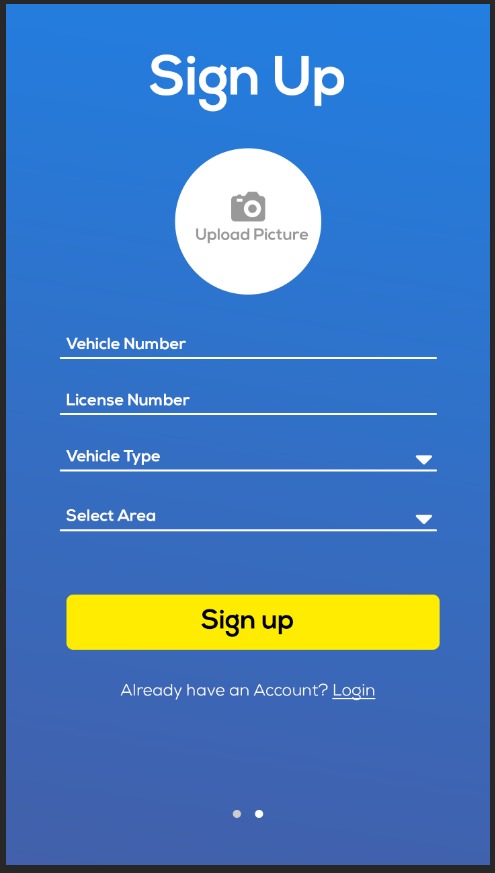 Sign Up
Upload Picture
Vehicle Number
License Number
Vehicle Type
Select Area
Sign up
Already have an Account? Login